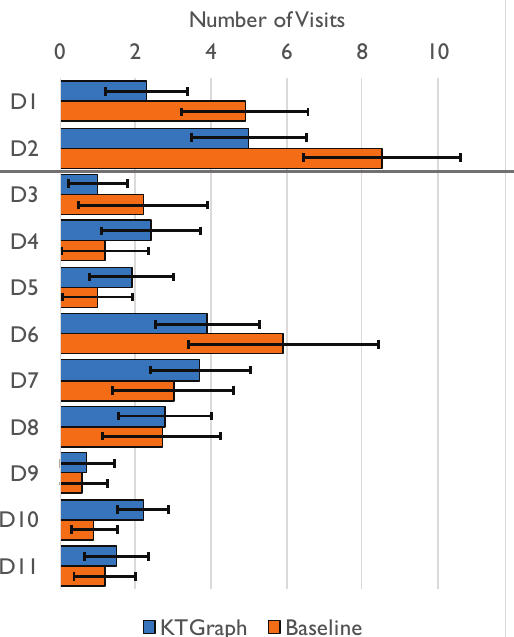 Number of Visits
0 2 4 6 8 10
D1
D2
D3
D4
D5
D6
D7
D8
D9
D10
D11
KTGraph Baseline